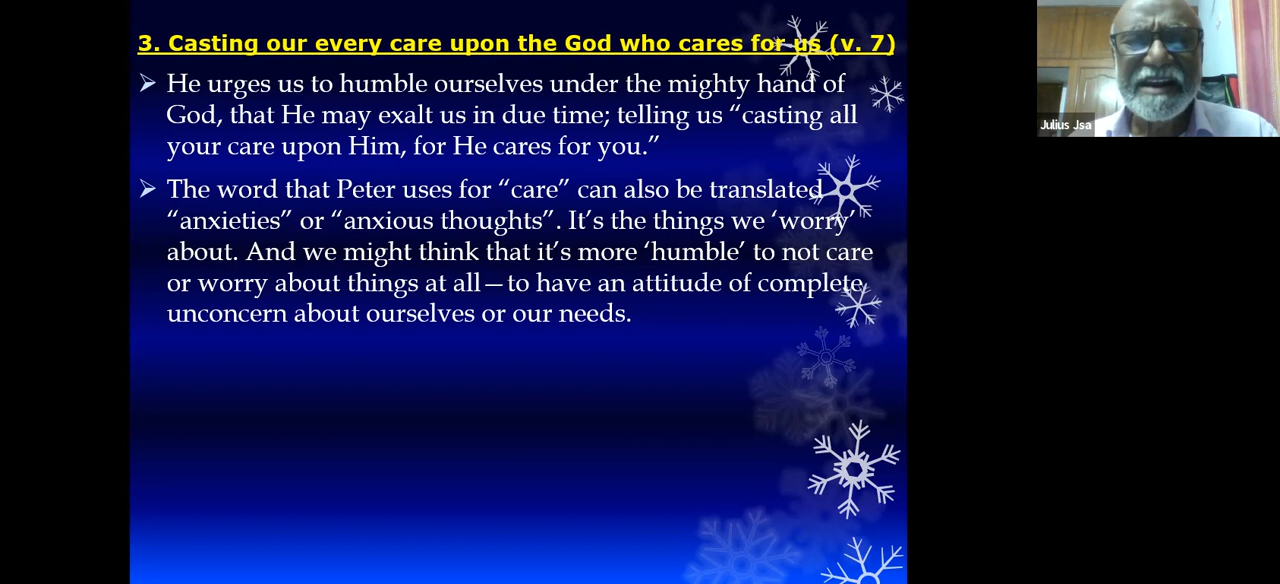 3. Casting our every care upon the God who cares for us (v. 7)
➢ He urges us to humble ourselves under the mighty hand of
God, that He may exalt us in due time; telling us “casting all
your care upon Him, for He cares for you.”
➢ The word that Peter uses for “care” can also be translated
“anxieties” or “anxious thoughts”. It’s the things we ‘worry’
about. And we might think that it’s more ‘humble’ to not care
or worry about things at all—to have an attitude of complete
unconcern about ourselves or our needs.
Julius Jsa